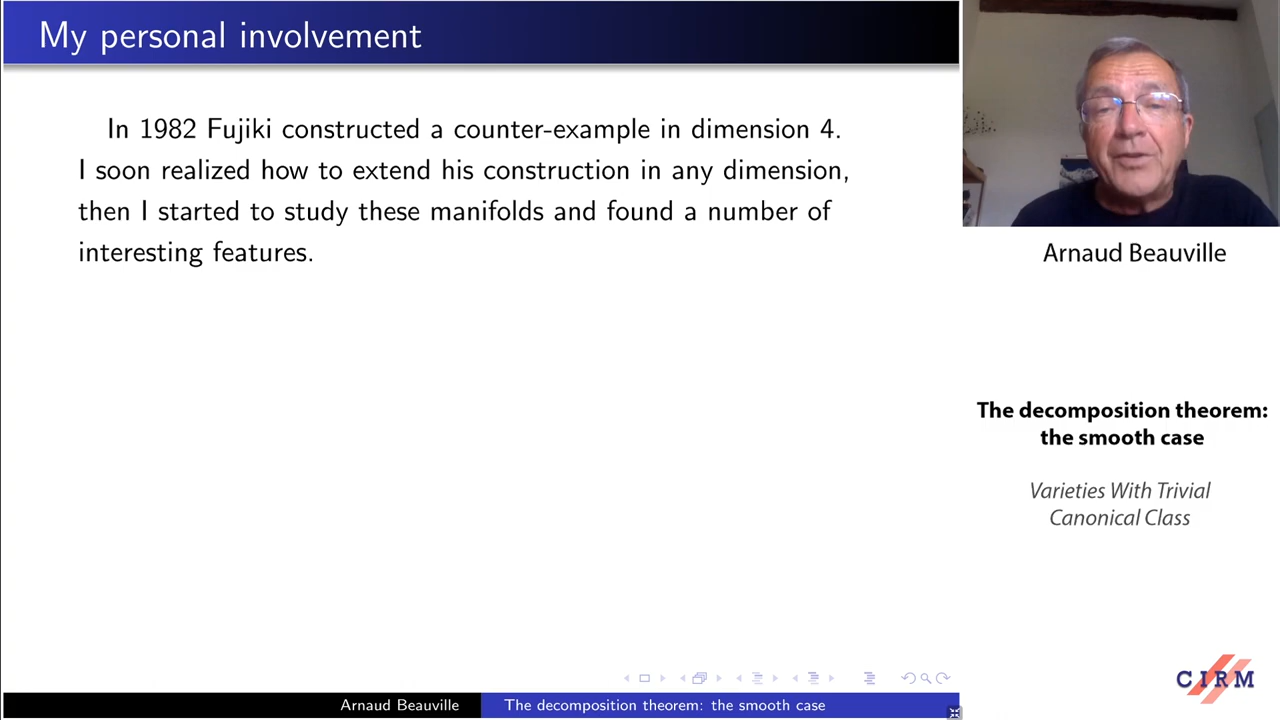 My personal involvement
In 1982 Fujiki constructed a counter-example in dimension 4.
I soon realized how to extend his construction in any dimension,
then I started to study these manifolds and found a number of
interesting features.
Arnaud Beauville
The decomposition theorem:
the smooth case
Varieties With Trivial
Canonical Class
CIRM
Arnaud Beauville
The decomposition theorem: the smooth case